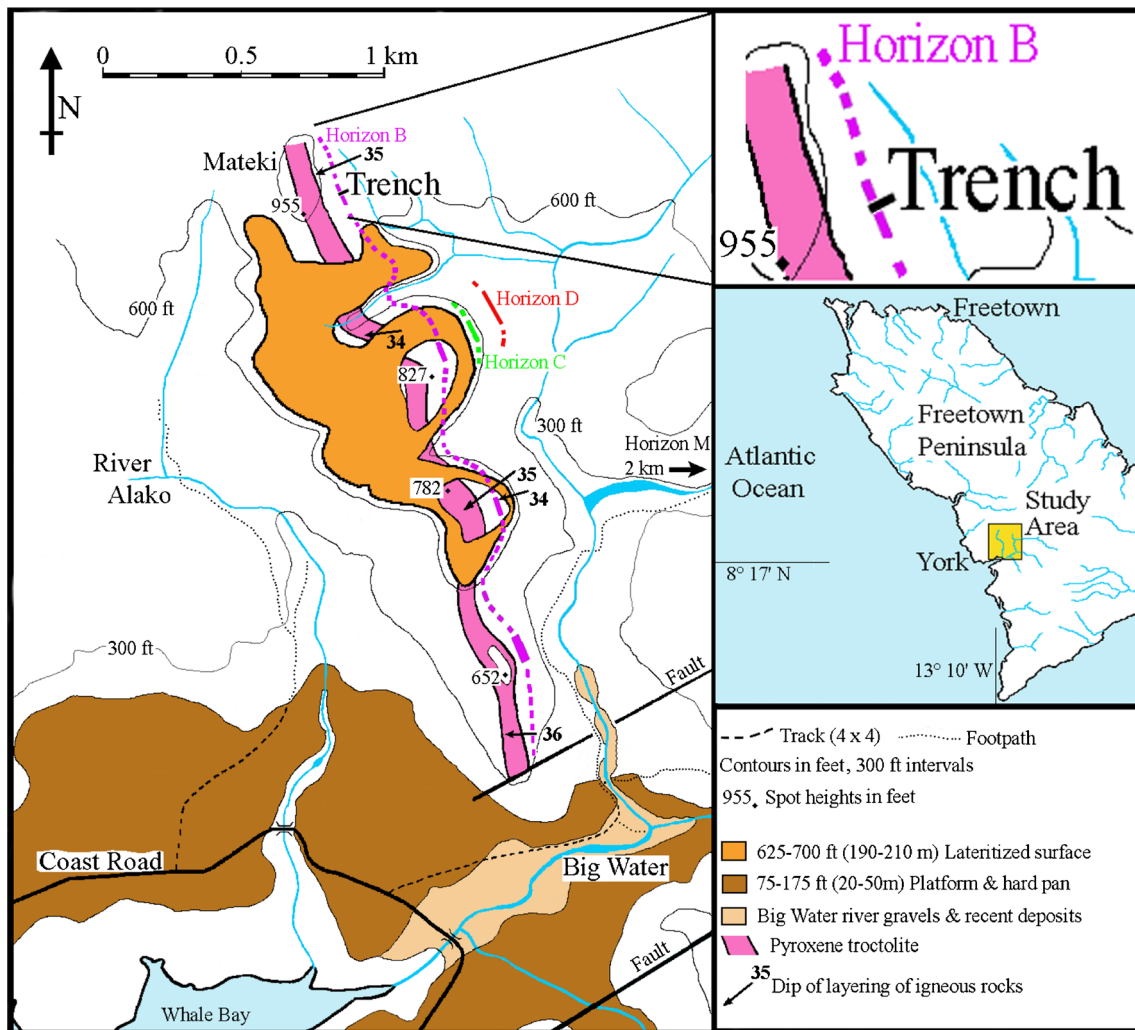 0 0.5 1 km
N
Horizon B
35
Mateki
Trench
955
600 ft
600 ft
Horizon D
34
Horizon C
827
300 ft
Horizon M
2 km
River
Alako
35
782
34
300 ft
652
Fault
36
Coast Road
Big Water
Fault
Whale Bay
Horizon B
Trench
955
Freetown
Freetown
Peninsula
Atlantic
Ocean
Study
Area
York
8° 17' N
13° 10' W
Track (4 x 4) Footpath
Contours in feet, 300 ft intervals
955 Spot heights in feet
625-700 ft (190-210 m) Lateritized surface
75-175 ft (20-50m) Platform & hard pan
Big Water river gravels & recent deposits
Pyroxene troctolite
35 Dip of layering of igneous rocks